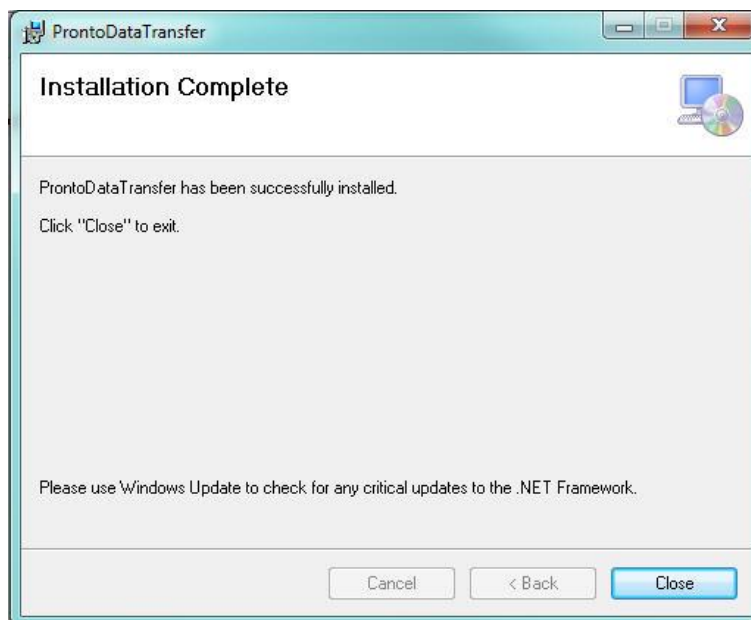 ProntoDataTransfer
Installation Complete
ProntoDataTransfer has been successfully installed.
Click "Close" to exit.
Please use Windows Update to check for any critical updates to the .NET Framework.
Cancel
< Back
Close